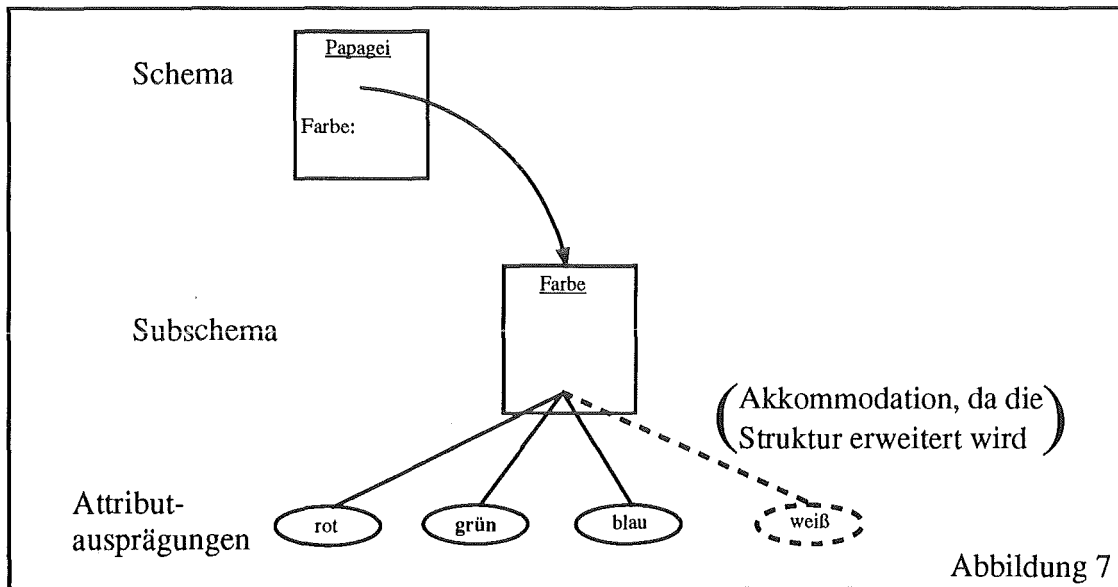 Papagei
Schema
Farbe:
Farbe
Subschema
(Akkommodation, da die
Struktur erweitert wird)
Attribut-
ausprägungen
rot
grün
blau
weiß
Abbildung 7